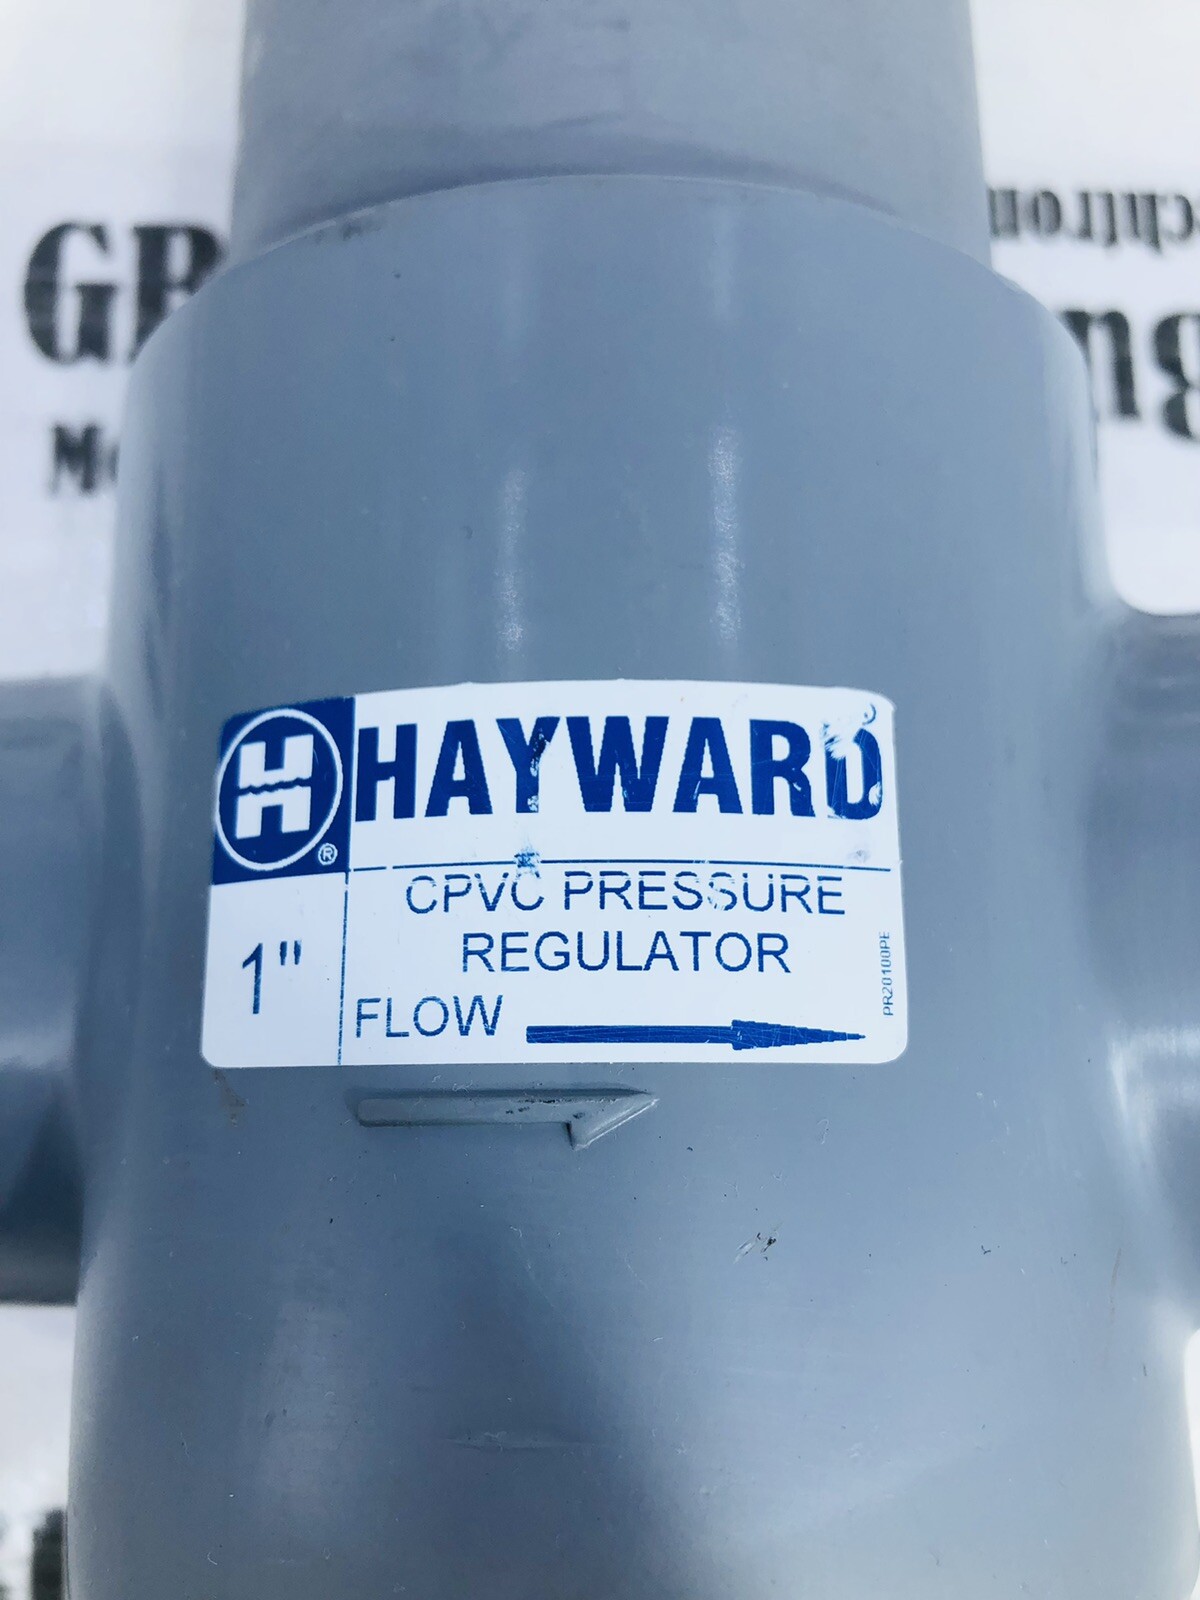 HAYWARD
®
CPVC PRESSURE
REGULATOR
1"
FLOW
PR20100PE